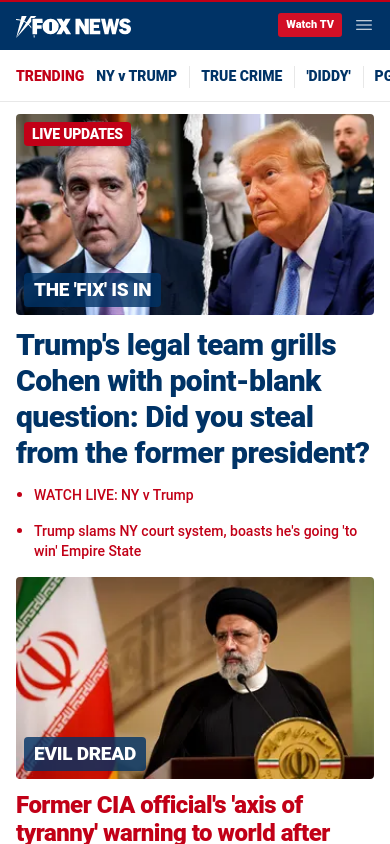 FOX NEWS
Watch TV
TRENDING NY v TRUMP TRUE CRIME 'DIDDY' PG
LIVE UPDATES
THE 'FIX' IS IN
Trump's legal team grills
Cohen with point-blank
question: Did you steal
from the former president?
WATCH LIVE: NY v Trump
Trump slams NY court system, boasts he's going 'to
win' Empire State
EVIL DREAD
Former CIA official's 'axis of
tyranny' warning to world after